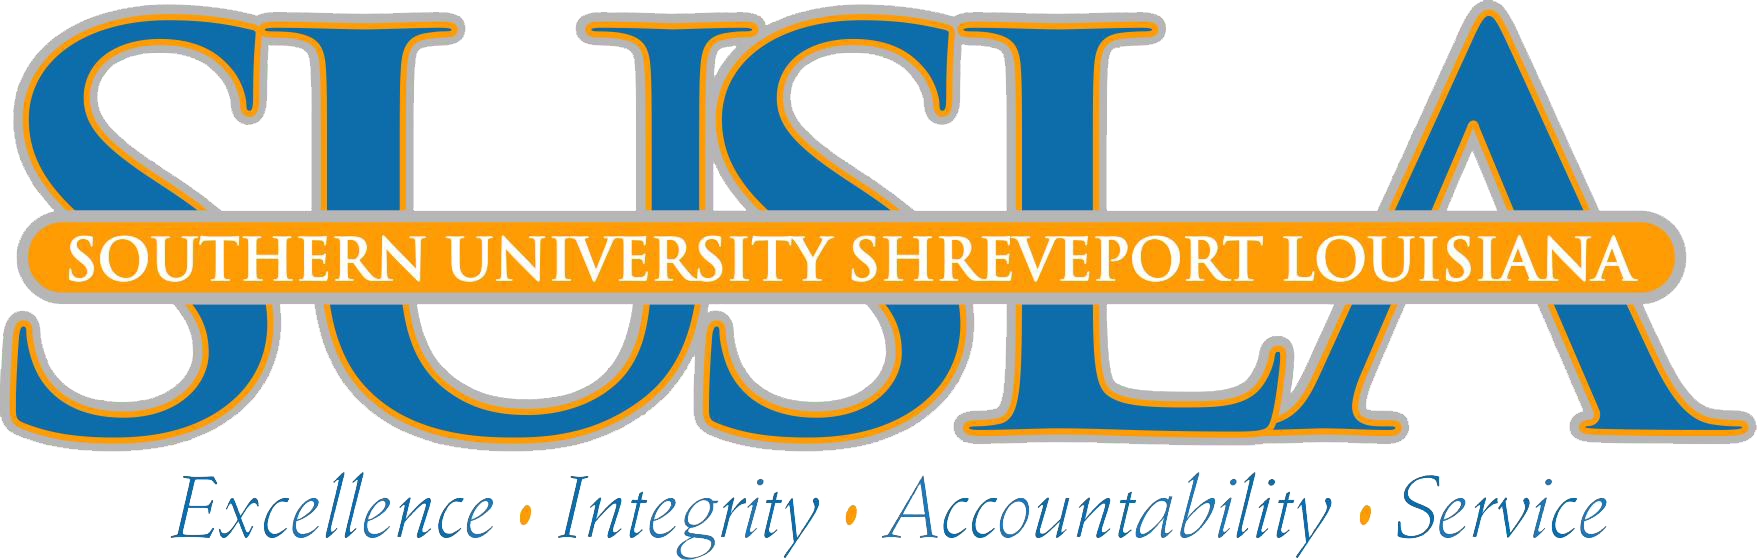 SUSLA
SOUTHERN UNIVERSITY SHREVEPORT LOUISIANA
Excellence • Integrity • Accountability • Service